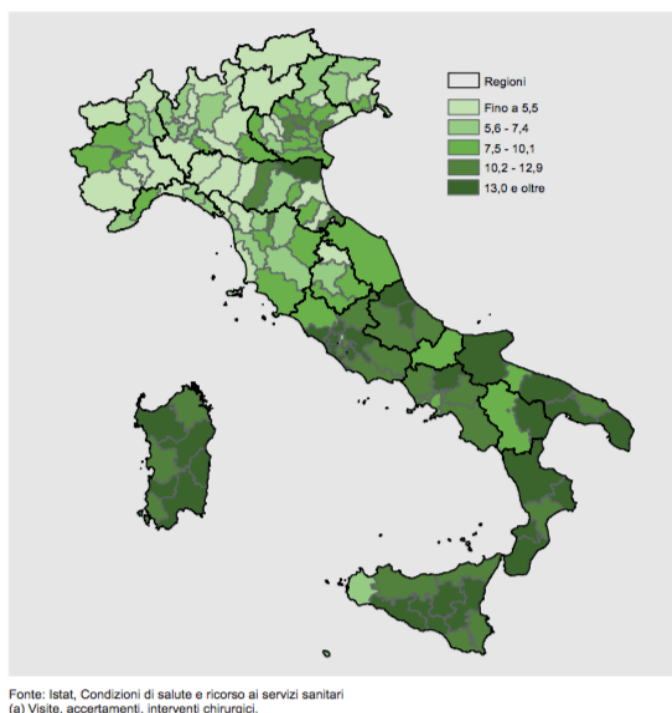 Regioni
Fino a 5,5
5,6 - 7,4
7,5 - 10,1
10,2 - 12,9
13,0 e oltre
Fonte: Istat, Condizioni di salute e ricorso ai servizi sanitari
(a) Visite, accertamenti, interventi chirurgici.